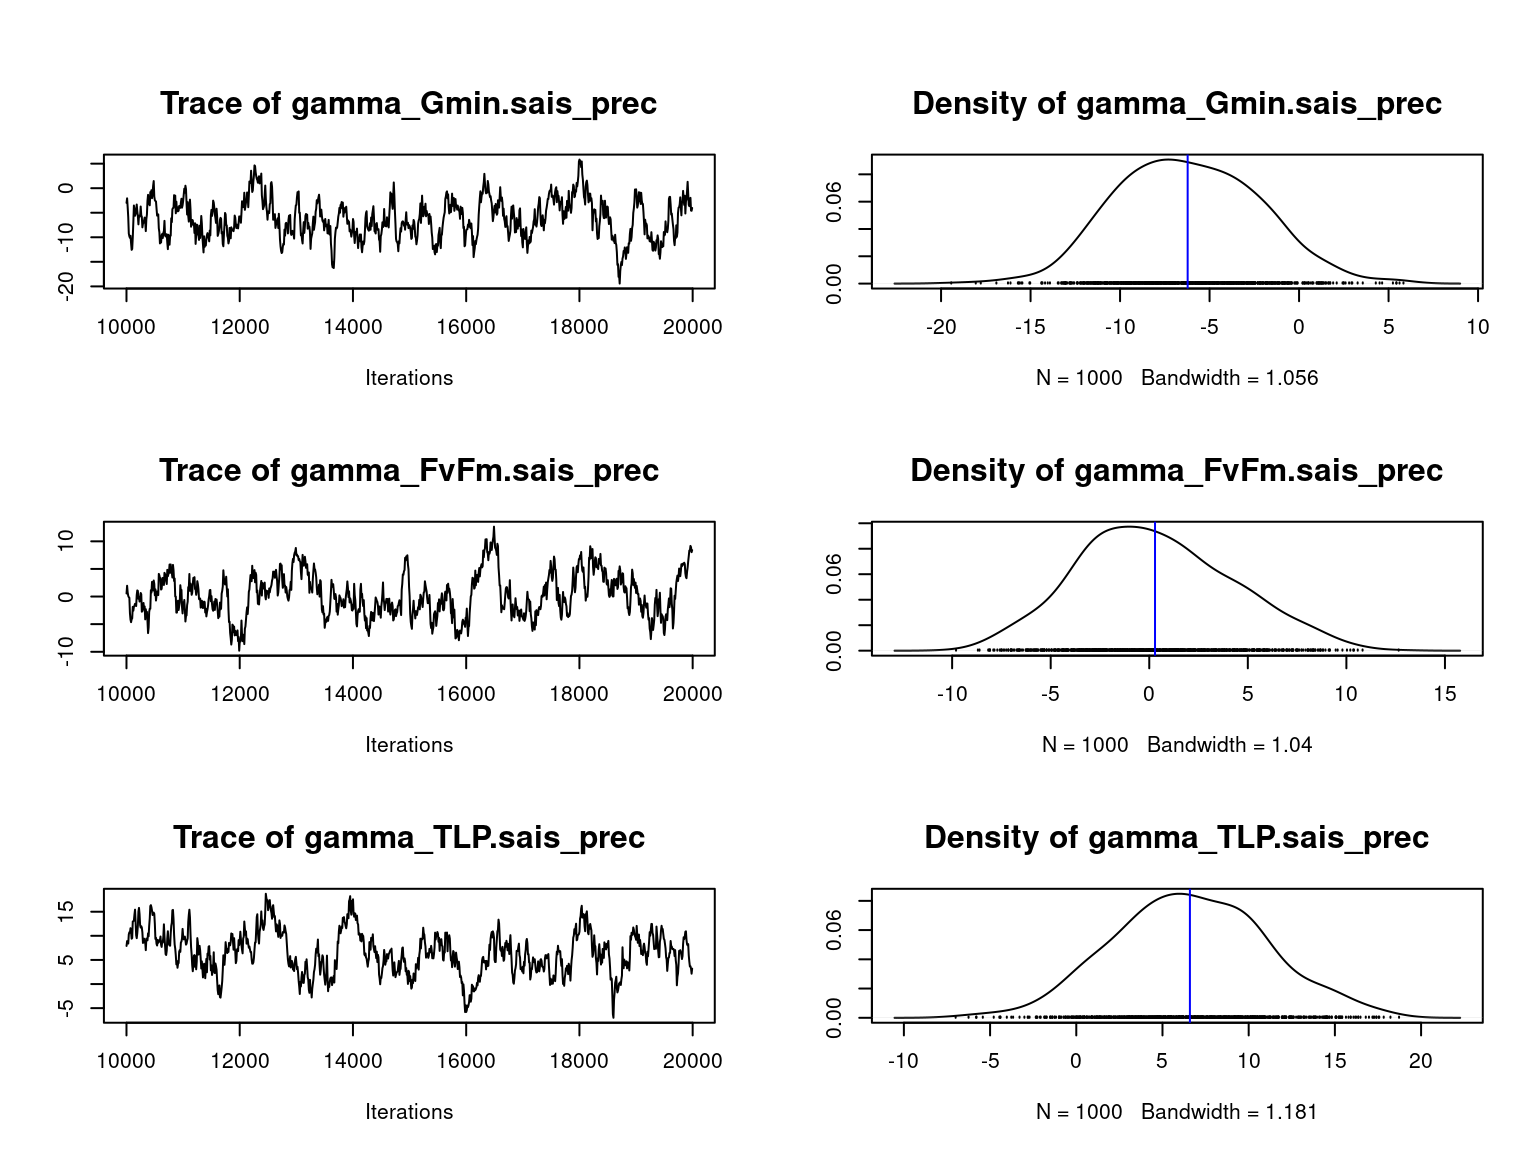 Trace of gamma_Gmin.sais_prec
0
-10
-20
10000 12000 14000 16000 18000 20000
Iterations
Density of gamma_Gmin.sais_prec
0.06
0.00
-20 -15 -10 -5 0 5 10
N = 1000 Bandwidth = 1.056
Trace of gamma_FvFm.sais_prec
10
0
-10
10000 12000 14000 16000 18000 20000
Iterations
Density of gamma_FvFm.sais_prec
0.06
0.00
-10 -5 0 5 10 15
N = 1000 Bandwidth = 1.04
Trace of gamma_TLP.sais_prec
15
5
-5
10000 12000 14000 16000 18000 20000
Iterations
Density of gamma_TLP.sais_prec
0.06
0.00
-10 -5 0 5 10 15 20
N = 1000 Bandwidth = 1.181